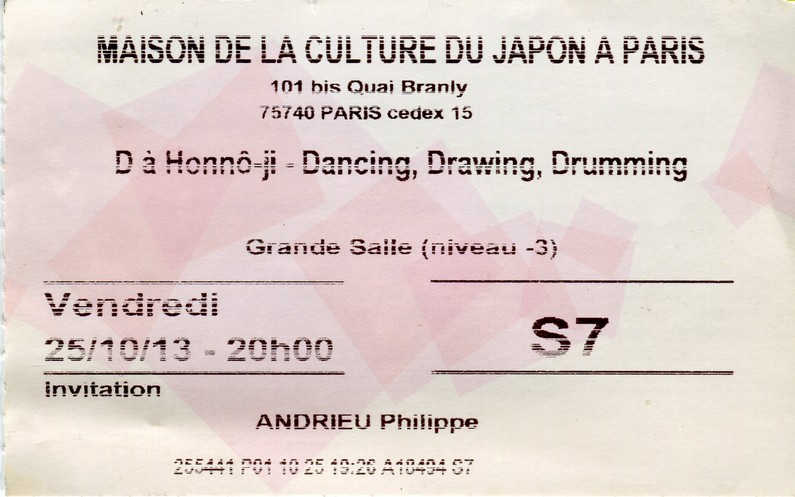 MAISON DE LA CULTURE DU JAPON A PARIS
101 bis Quai Branly
75740 PARIS cedex 15
D à Honnô-ji - Dancing, Drawing, Drumming
Grande Salle (niveau -3)
Vendredi
25/10/13 - 20h00
S7
Invitation
ANDRIEU Philippe
255441 P01 10 25 19:26 A18494 S7